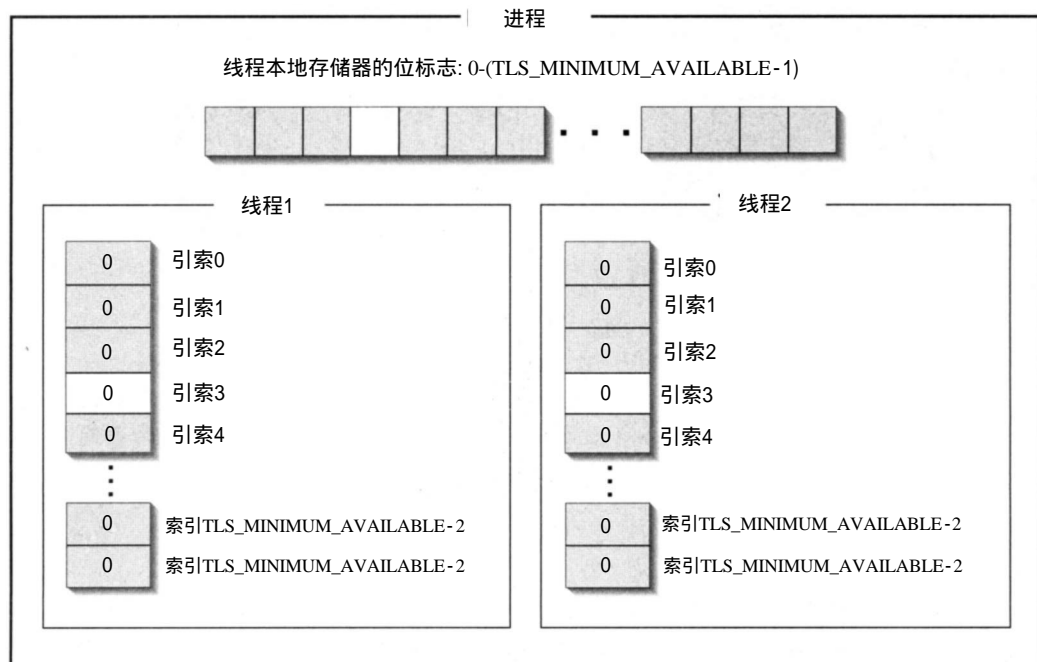 进程
线程本地存储器的位标志: 0-(TLS_MINIMUM_AVAILABLE-1)
线程1
0 引索0
0 引索1
0 引索2
0 引索3
0 引索4
0 索引TLS_MINIMUM_AVAILABLE-2
0 索引TLS_MINIMUM_AVAILABLE-2
线程2
0 引索0
0 引索1
0 引索2
0 引索3
0 引索4
0 索引TLS_MINIMUM_AVAILABLE-2
0 索引TLS_MINIMUM_AVAILABLE-2